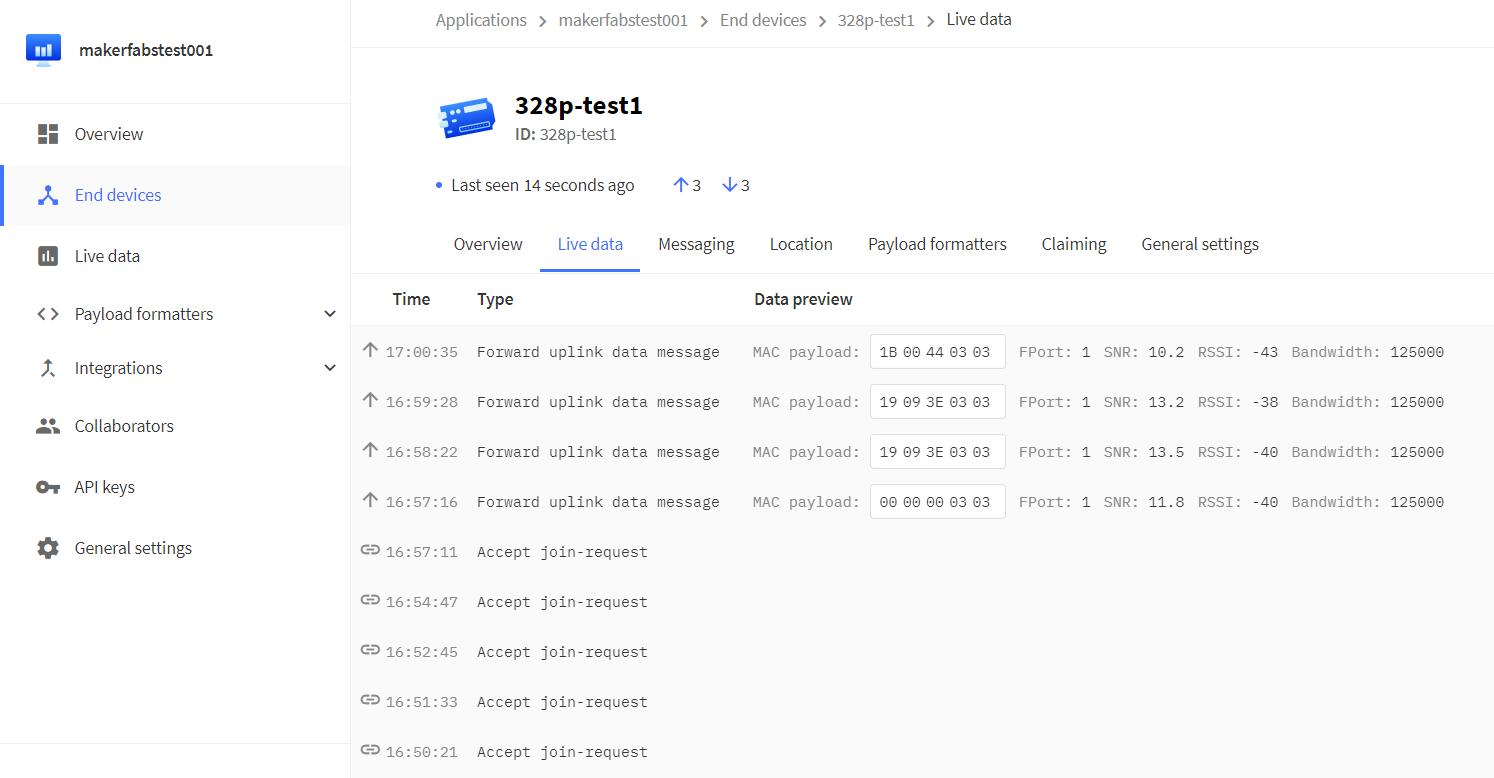 Applications > makerfabstest001 > End devices > 328p-test1 > Live data
makerfabstest001
Overview
End devices
Live data
Payload formatters
Integrations
Collaborators
API keys
General settings
328p-test1
ID: 328p-test1
Last seen 14 seconds ago ↑3 ↓3
Overview Live data Messaging Location Payload formatters Claiming General settings
Time Type Data preview
17:00:35 Forward uplink data message MAC payload: 1B 00 44 03 03 FPort: 1 SNR: 10.2 RSSI: -43 Bandwidth: 125000
16:59:28 Forward uplink data message MAC payload: 19 09 3E 03 03 FPort: 1 SNR: 13.2 RSSI: -38 Bandwidth: 125000
16:58:22 Forward uplink data message MAC payload: 19 09 3E 03 03 FPort: 1 SNR: 13.5 RSSI: -40 Bandwidth: 125000
16:57:16 Forward uplink data message MAC payload: 00 00 00 03 03 FPort: 1 SNR: 11.8 RSSI: -40 Bandwidth: 125000
16:57:11 Accept join-request
16:54:47 Accept join-request
16:52:45 Accept join-request
16:51:33 Accept join-request
16:50:21 Accept join-request